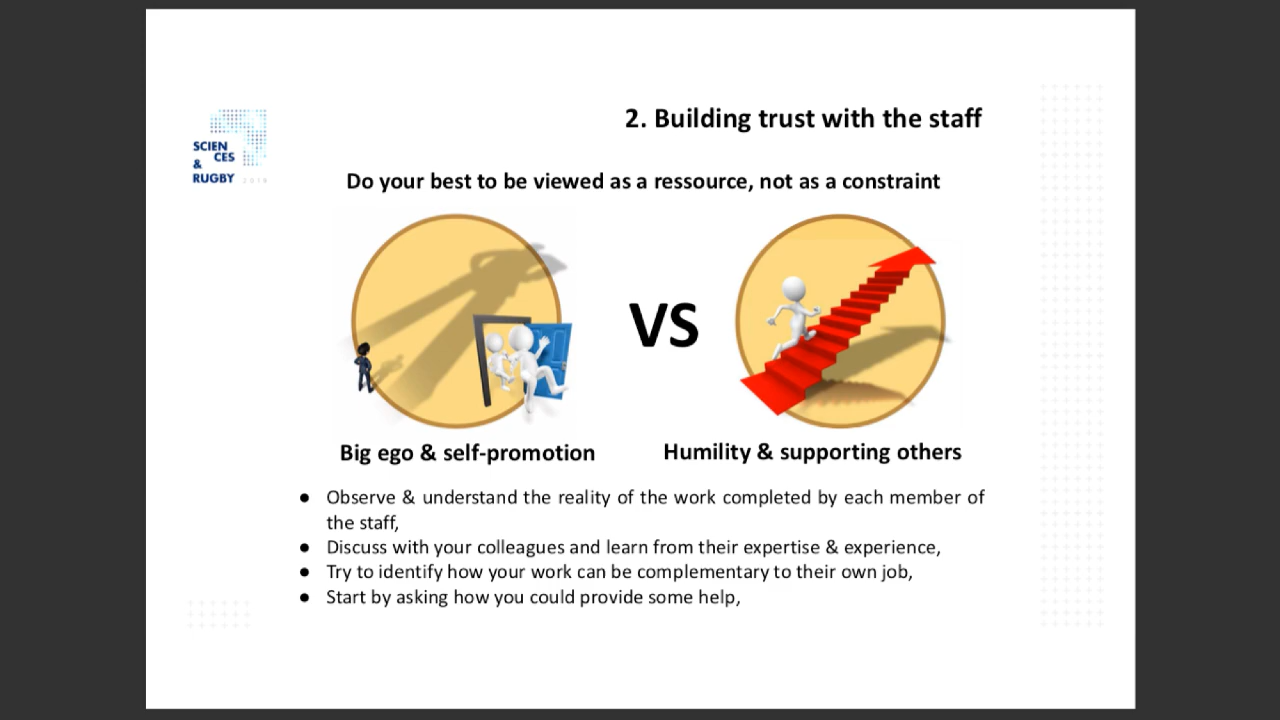 2. Building trust with the staff
SCIEN
CES
&
RUGBY 2019
Do your best to be viewed as a ressource, not as a constraint
VS
Big ego & self-promotion
Humility & supporting others
● Observe & understand the reality of the work completed by each member of
the staff,
● Discuss with your colleagues and learn from their expertise & experience,
● Try to identify how your work can be complementary to their own job,
● Start by asking how you could provide some help,